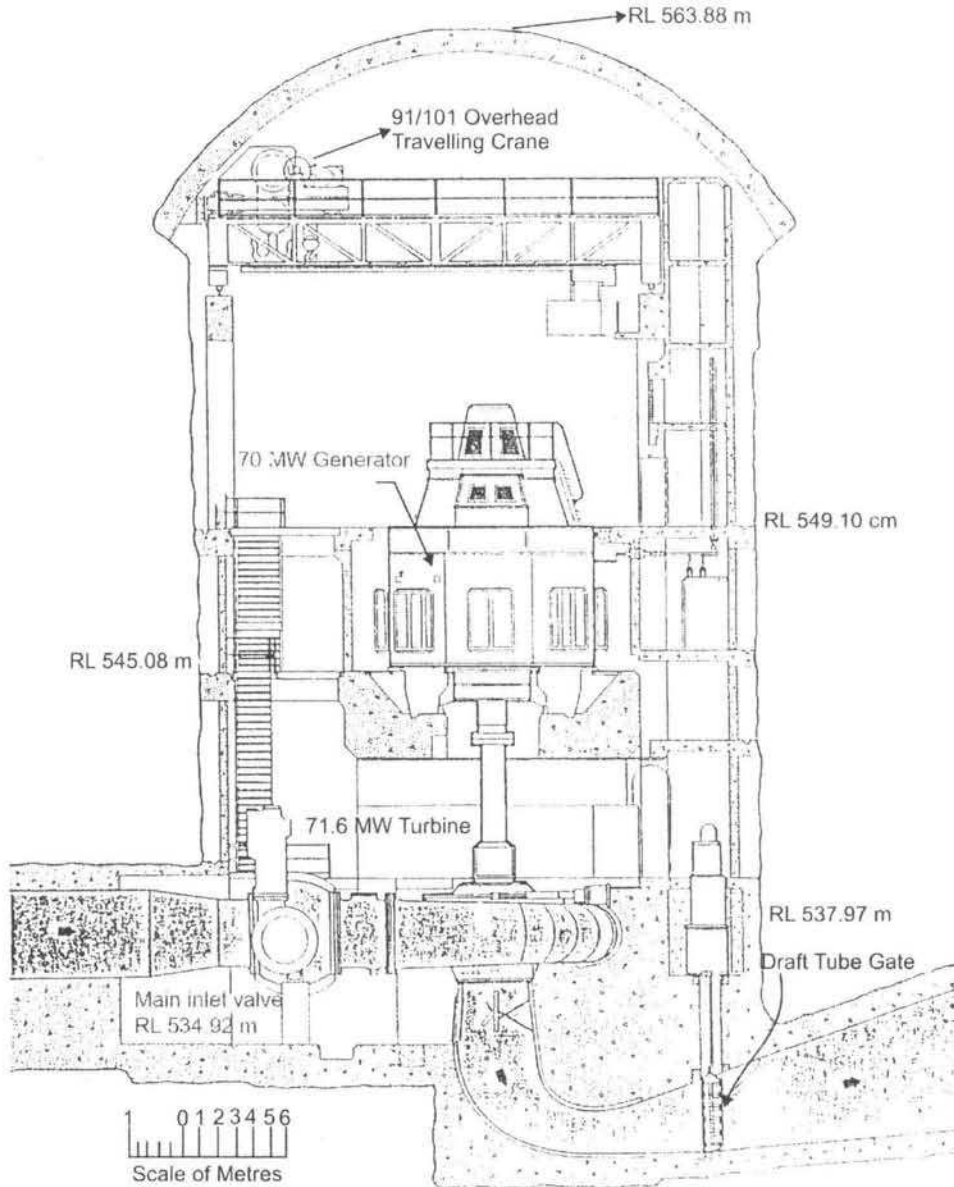 RL 563.88 m
91/101 Overhead
Travelling Crane
70 MW Generator
RL 549.10 cm
RL 545.08 m
71.6 MW Turbine
RL 537.97 m
Draft Tube Gate
Main inlet valve
RL 534.92 m
1 0 1 2 3 4 5 6
Scale of Metres